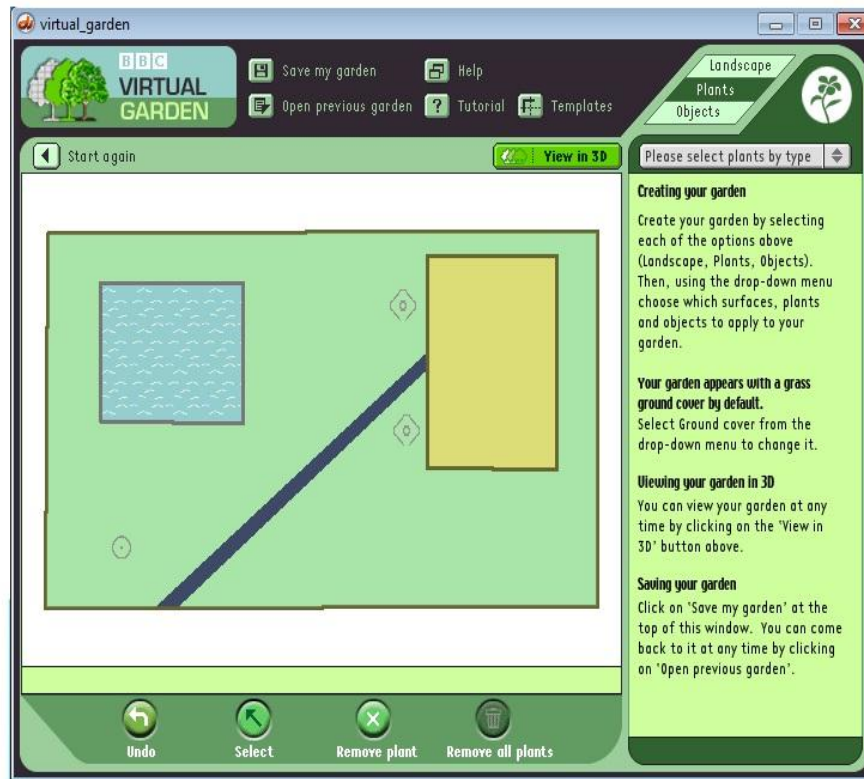 virtual_garden
BBC
VIRTUAL
GARDEN
Save my garden
Help
Open previous garden
? Tutorial
Templates
Landscape
Plants
Objects
Start again
View in 3D
Please select plants by type
Creating your garden
Create your garden by selecting
each of the options above
(Landscape, Plants, Objects).
Then, using the drop-down menu
choose which surfaces, plants
and objects to apply to your
garden.
Your garden appears with a grass
ground cover by default.
Select Ground cover from the
drop-down menu to change it.
Viewing your garden in 3D
You can view your garden at any
time by clicking on the 'View in
3D' button above.
Saving your garden
Click on 'Save my garden' at the
top of this window. You can come
back to it at any time by clicking
on 'Open previous garden'.
Undo
Select
Remove plant
Remove all plants